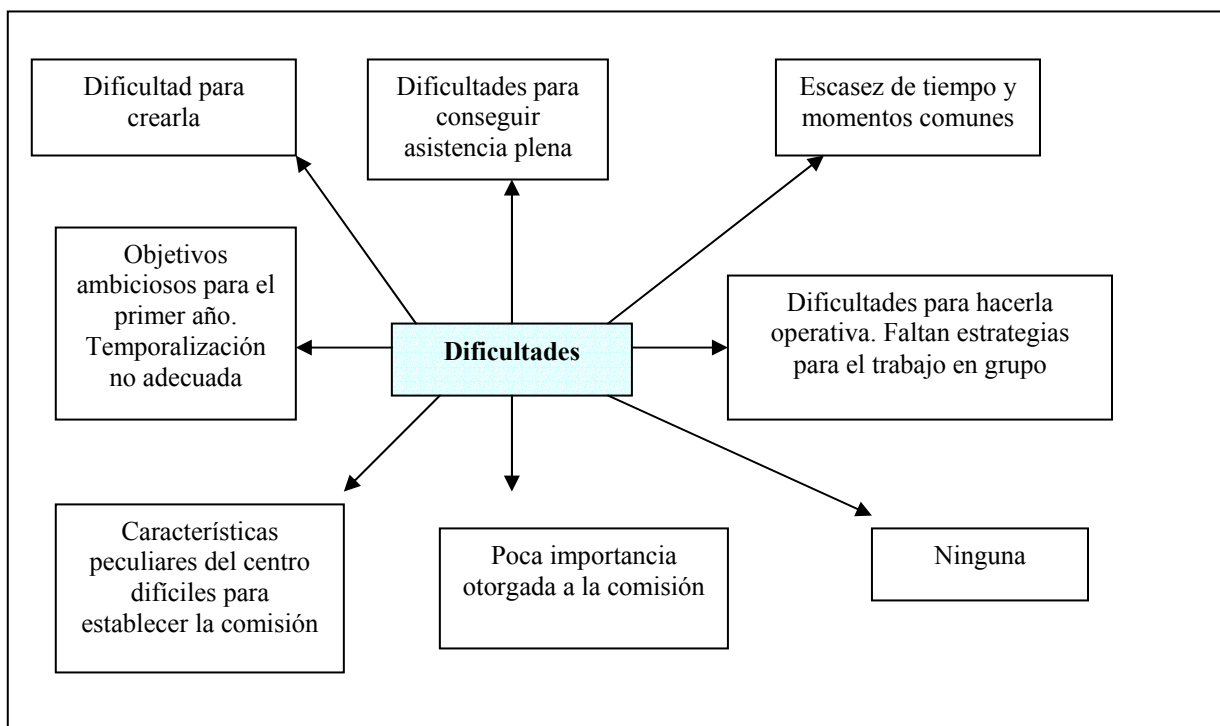 Dificultad para
crearla
Dificultades para
conseguir
asistencia plena
Escasez de tiempo y
momentos comunes
Objetivos
ambiciosos para el
primer año.
Temporalización
no adecuada
Dificultades
Dificultades para hacerla
operativa. Faltan estrategias
para el trabajo en grupo
Características
peculiares del centro
difíciles para
establecer la comisión
Poca importancia
otorgada a la comisión
Ninguna